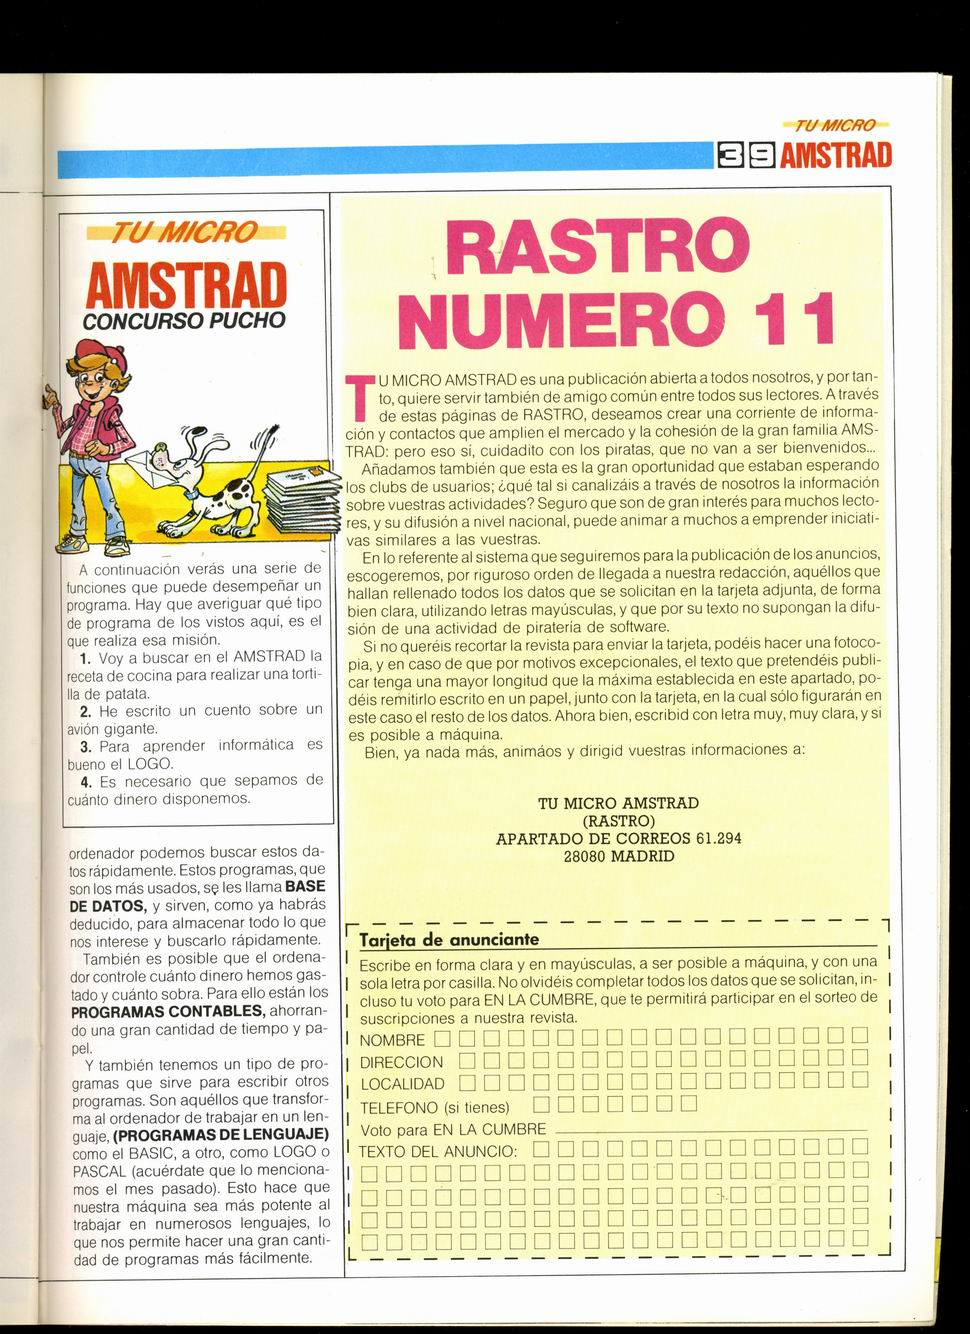 TU MICRO
39 AMSTRAD
TU MICRO
AMSTRAD
CONCURSO PUCHO
A continuación verás una serie de
funciones que puede desempeñar un
programa. Hay que averiguar qué tipo
de programa de los vistos aquí, es el
que realiza esa misión.
1. Voy a buscar en el AMSTRAD la
receta de cocina para realizar una torti-
lla de patata.
2. He escrito un cuento sobre un
avión gigante.
3. Para aprender informática es
bueno el LOGO.
4. Es necesario que sepamos de
cuánto dinero disponemos.
ordenador podemos buscar estos da-
tos rápidamente. Estos programas, que
son los más usados, se les llama BASE
DE DATOS, y sirven, como ya habrás
deducido, para almacenar todo lo que
nos interese y buscarlo rápidamente.
También es posible que el ordena-
dor controle cuánto dinero hemos gas-
tado y cuánto sobra. Para ello están los
PROGRAMAS CONTABLES, ahorran-
do una gran cantidad de tiempo y pa-
pel.
Y también tenemos un tipo de pro-
gramas que sirve para escribir otros
programas. Son aquéllos que transfor-
ma al ordenador de trabajar en un len-
guaje, (PROGRAMAS DE LENGUAJE)
como el BASIC, a otro, como LOGO o
PASCAL (acuérdate que lo menciona-
mos el mes pasado). Esto hace que
nuestra máquina sea más potente al
trabajar en numerosos lenguajes, lo
que nos permite hacer una gran canti-
dad de programas más fácilmente.
RASTRO
NUMERO 11
TU MICRO AMSTRAD es una publicación abierta a todos nosotros, y por tan-
to, quiere servir también de amigo común entre todos sus lectores. A través
de estas páginas de RASTRO, deseamos crear una corriente de informa-
ción y contactos que amplien el mercado y la cohesión de la gran familia AMS-
TRAD: pero eso sí, cuidadito con los piratas, que no van a ser bienvenidos...
Añadamos también que esta es la gran oportunidad que estaban esperando
los clubs de usuarios; ¿qué tal si canalizáis a través de nosotros la información
sobre vuestras actividades? Seguro que son de gran interés para muchos lecto-
res, y su difusión a nivel nacional, puede animar a muchos a emprender iniciati-
vas similares a las vuestras.
En lo referente al sistema que seguiremos para la publicación de los anuncios,
escogeremos, por riguroso orden de llegada a nuestra redacción, aquéllos que
hallan rellenado todos los datos que se solicitan en la tarjeta adjunta, de forma
bien clara, utilizando letras mayúsculas, y que por su texto no supongan la difu-
sión de una actividad de piratería de software.
Si no queréis recortar la revista para enviar la tarjeta, podéis hacer una fotoco-
pia, y en caso de que por motivos excepcionales, el texto que pretendéis publi-
car tenga una mayor longitud que la máxima establecida en este apartado, po-
déis remitirlo escrito en un papel, junto con la tarjeta, en la cual sólo figurarán en
este caso el resto de los datos. Ahora bien, escribid con letra muy, muy clara, y si
es posible a máquina.
Bien, ya nada más, animáos y dirigid vuestras informaciones a:
TU MICRO AMSTRAD
(RASTRO)
APARTADO DE CORREOS 61.294
28080 MADRID
Tarjeta de anunciante
Escribe en forma clara y en mayúsculas, a ser posible a máquina, y con una
sola letra por casilla. No olvidéis completar todos los datos que se solicitan, in-
cluso tu voto para EN LA CUMBRE, que te permitirá participar en el sorteo de
suscripciones a nuestra revista.
NOMBRE
DIRECCION
LOCALIDAD
TELEFONO (si tienes)
Voto para EN LA CUMBRE
TEXTO DEL ANUNCIO: